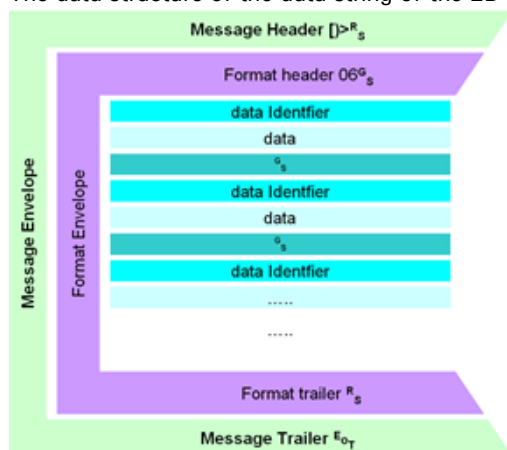 Message Header [)>ᴿs
Format header 06ᴳs
data Identfier
data
ᴳs
data Identfier
data
ᴳs
data Identfier
.....
.....
Format trailer ᴿs
Message Trailer ᴱoT
Message Envelope
Format Envelope